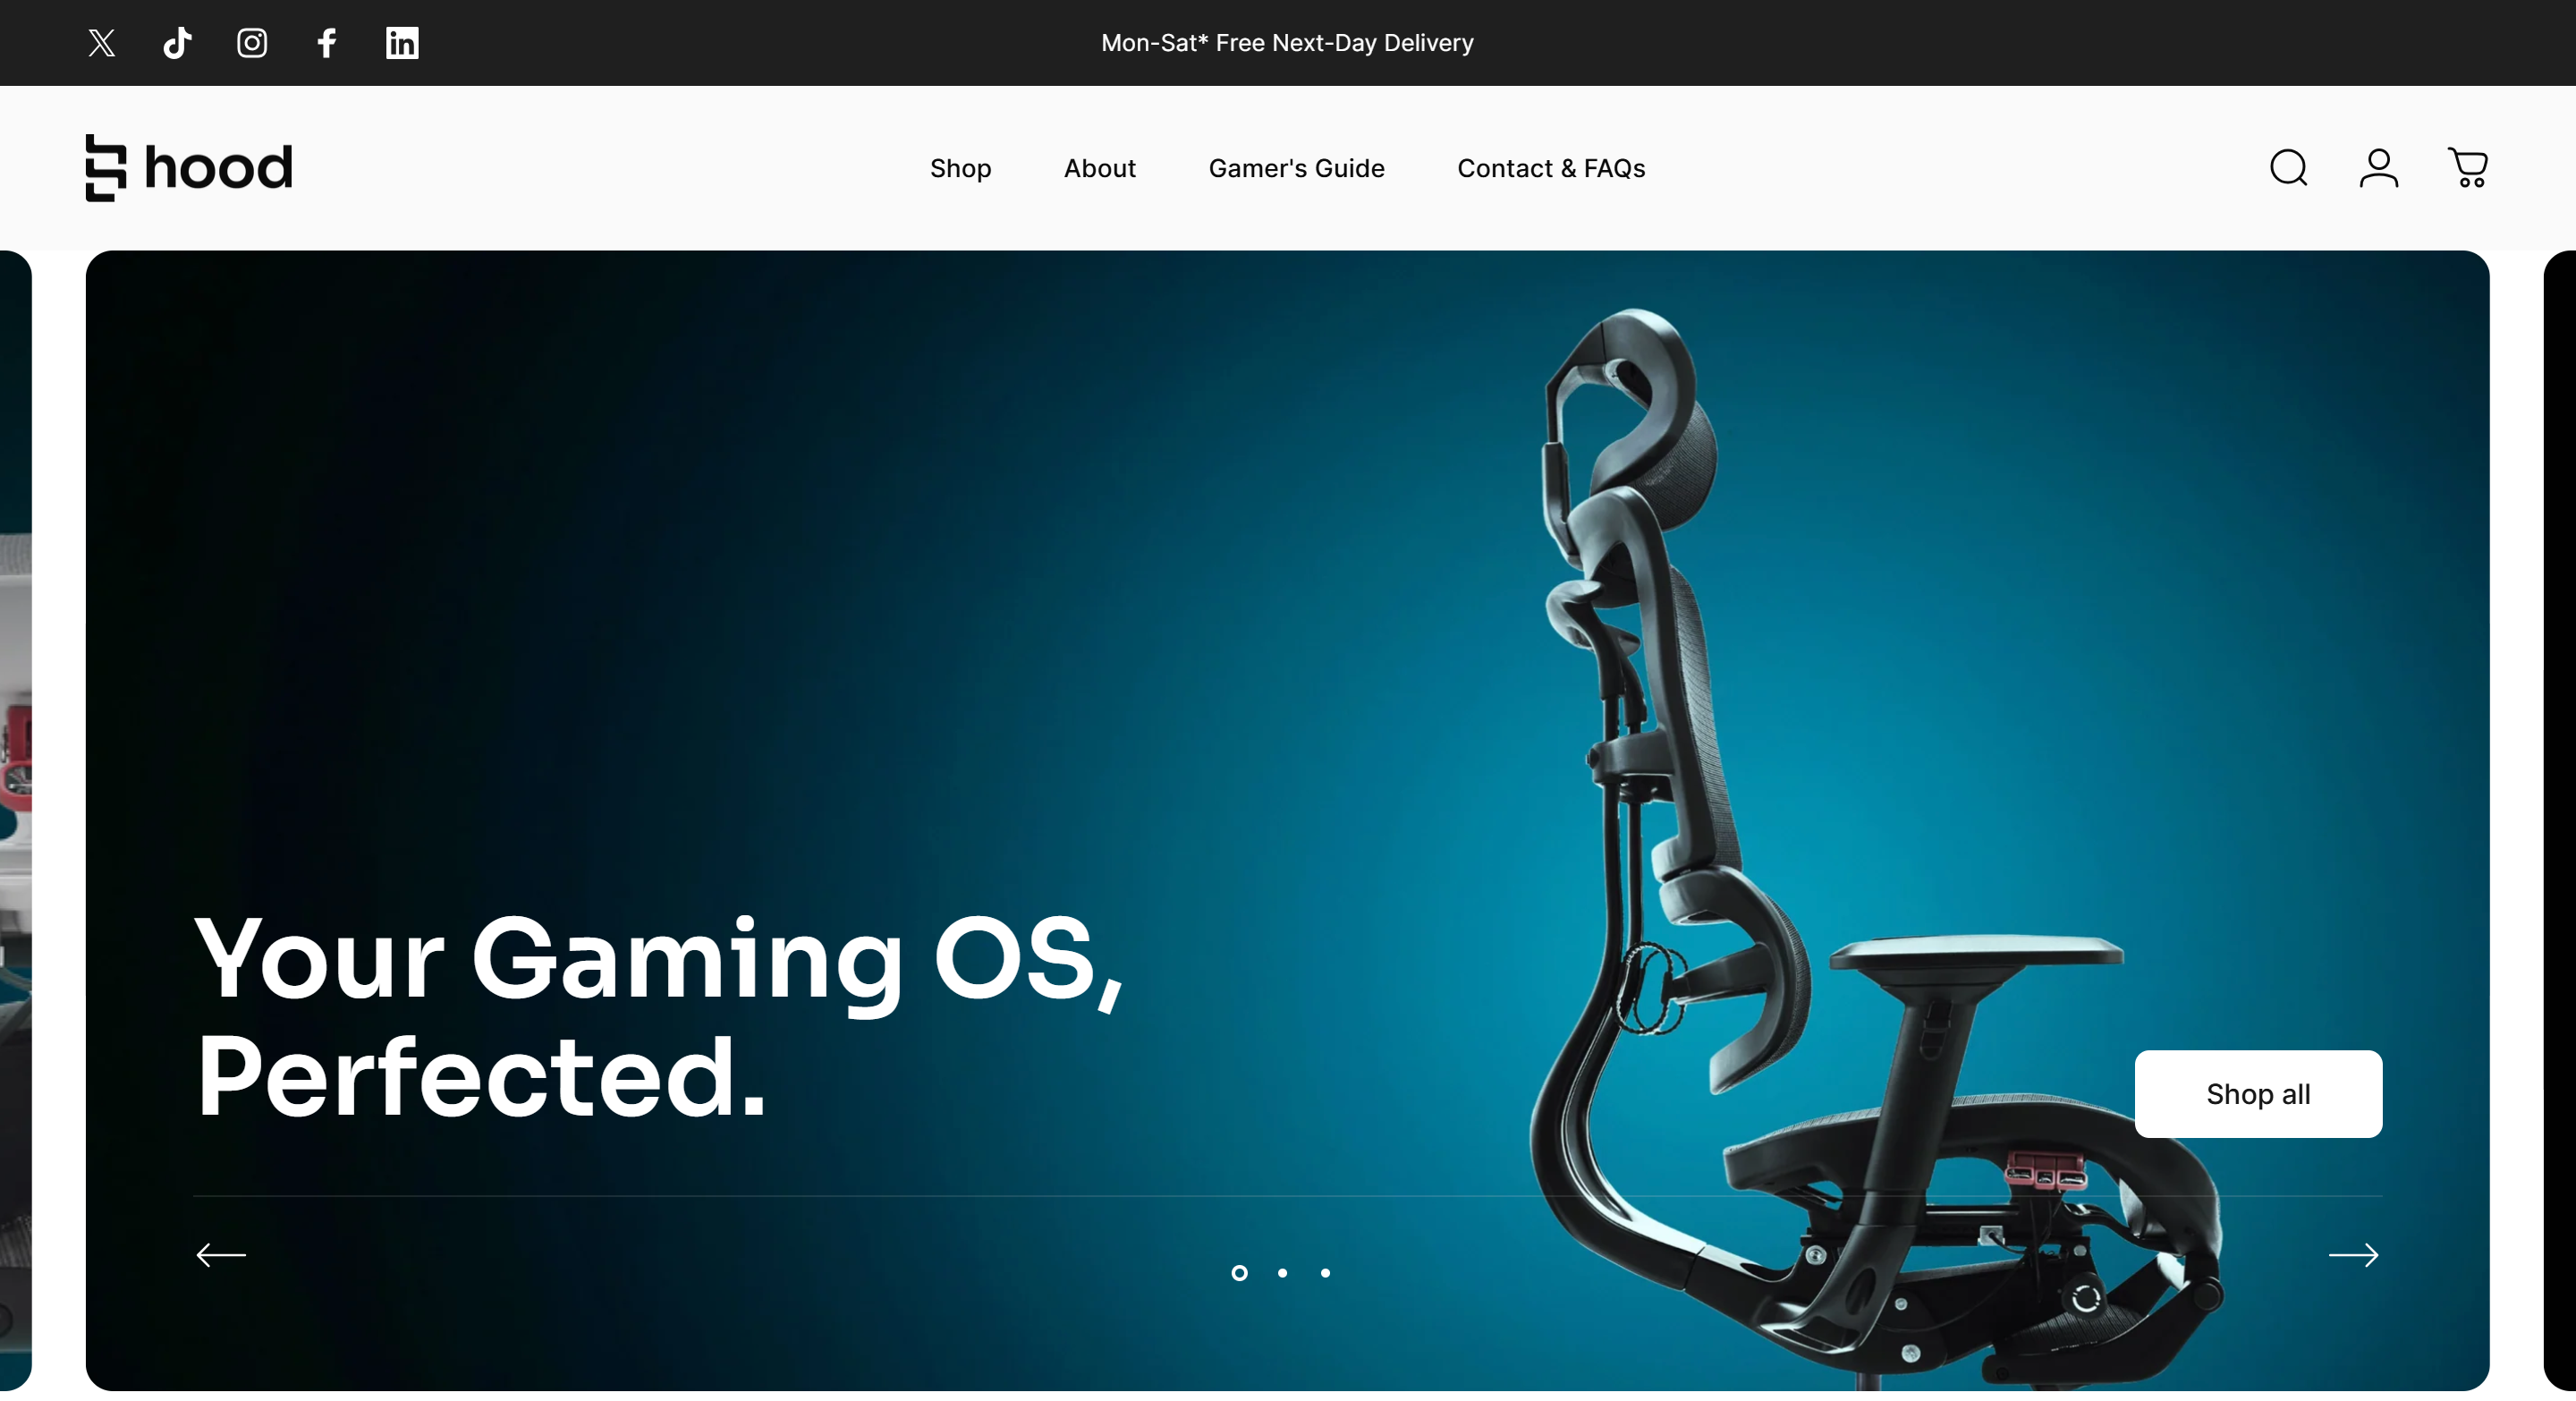 Mon-Sat* Free Next-Day Delivery
hood
Shop
About
Gamer's Guide
Contact & FAQs
Your Gaming OS,
Perfected.
Shop all